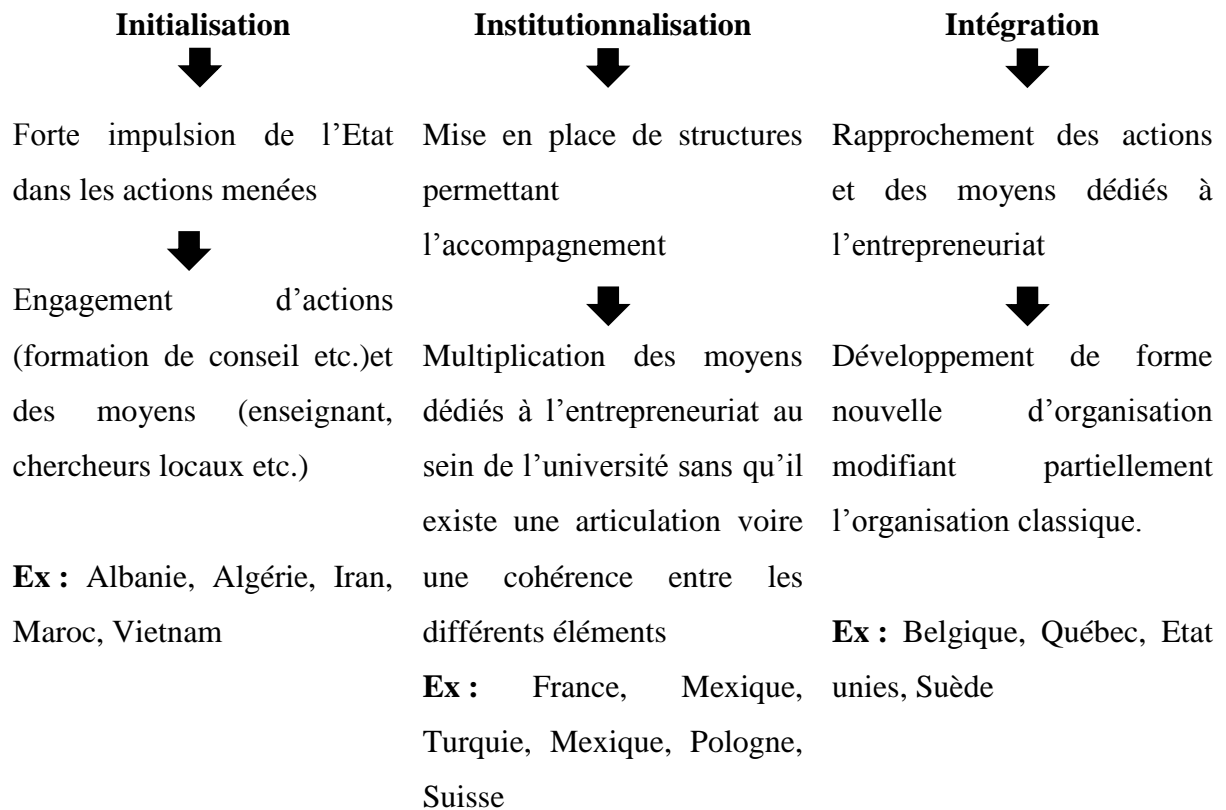 Initialisation
Forte impulsion de l'Etat
dans les actions menées
Engagement d'actions
(formation de conseil etc.)et
des moyens (enseignant,
chercheurs locaux etc.)
Ex : Albanie, Algérie, Iran,
Maroc, Vietnam
Institutionnalisation
Mise en place de structures
permettant
l'accompagnement
Multiplication des moyens
dédiés à l'entrepreneuriat au
sein de l'université sans qu'il
existe une articulation voire
une cohérence entre les
différents éléments
Ex : France, Mexique,
Turquie, Mexique, Pologne,
Suisse
Intégration
Rapprochement des actions
et des moyens dédiés à
l'entrepreneuriat
Développement de forme
nouvelle d'organisation
modifiant partiellement
l'organisation classique.
Ex : Belgique, Québec, Etat
unies, Suède